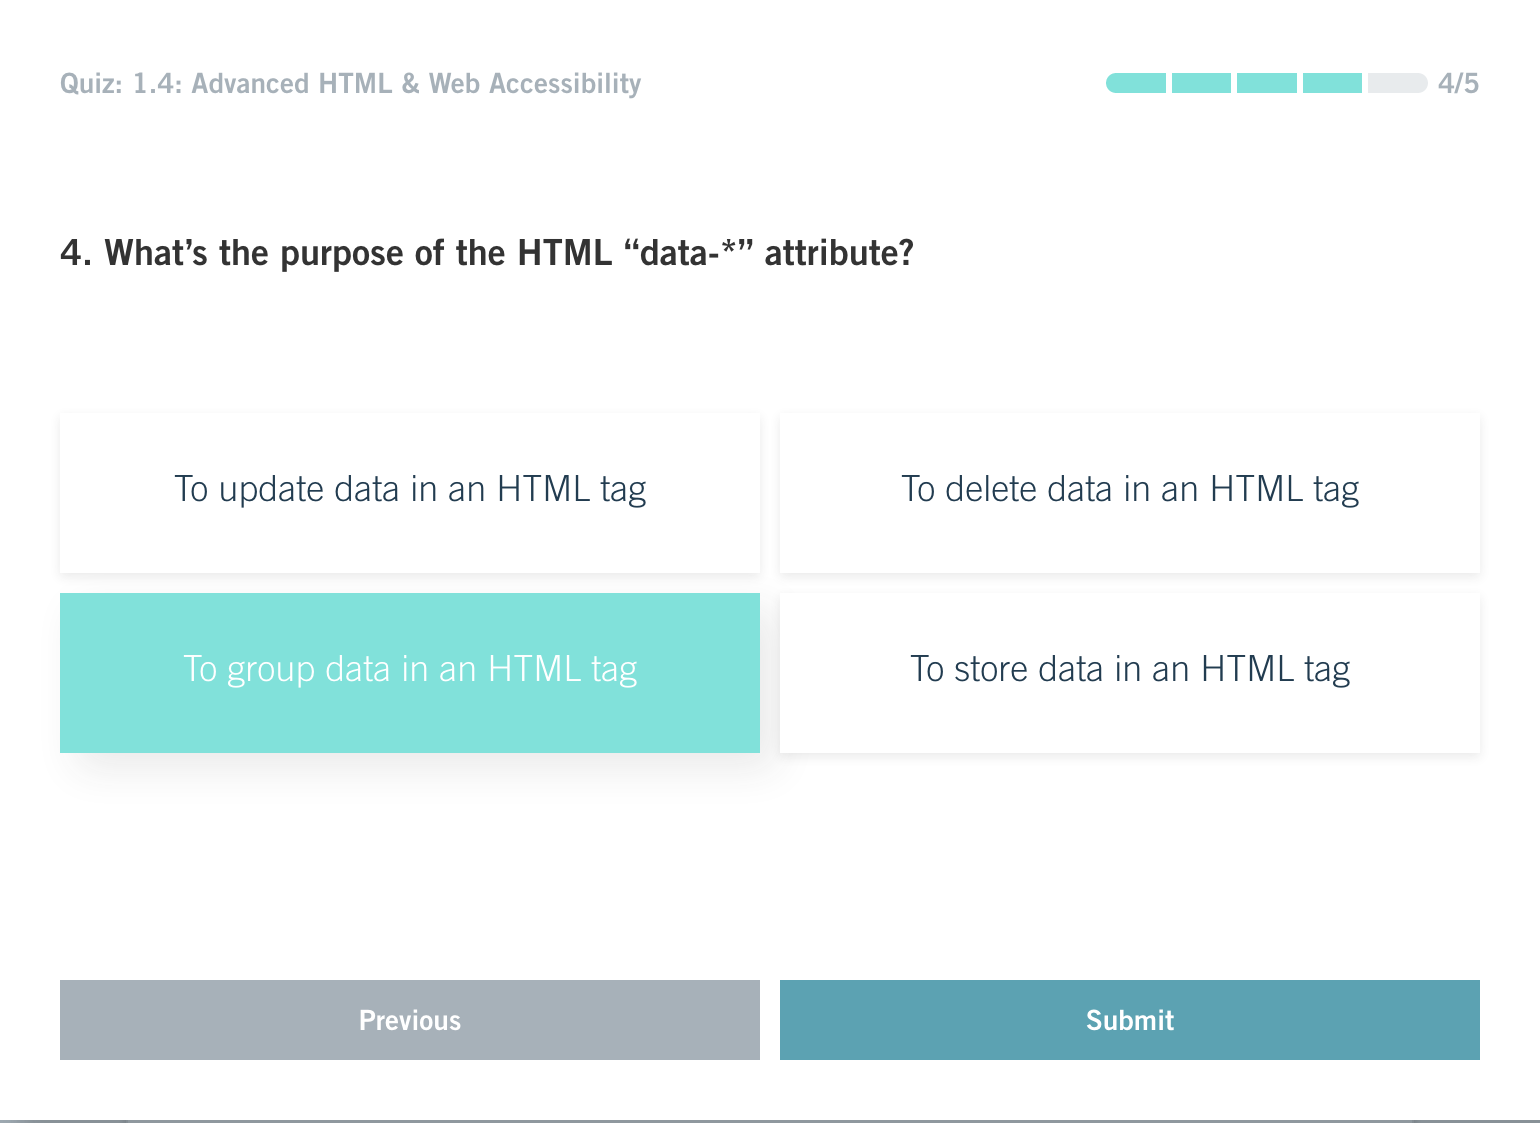 Quiz: 1.4: Advanced HTML & Web Accessibility
4/5
4. What’s the purpose of the HTML “data-*” attribute?
To update data in an HTML tag
To delete data in an HTML tag
To group data in an HTML tag
To store data in an HTML tag
Previous
Submit